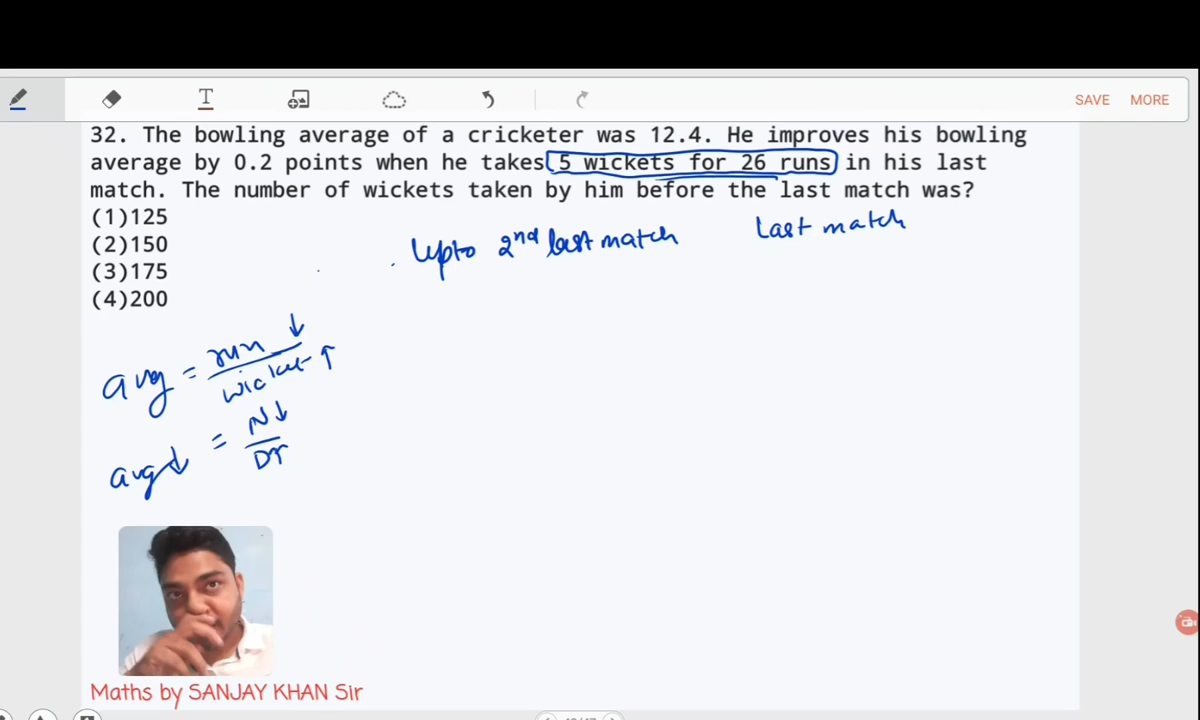 SAVE MORE
32. The bowling average of a cricketer was 12.4. He improves his bowling
average by 0.2 points when he takes 5 wickets for 26 runs in his last
match. The number of wickets taken by him before the last match was?
(1)125
(2)150
(3)175
(4)200
Upto 2nd last match Last match
avg = run ↓ / wicket ↑
avg ↓ = N↓ / Dr
Maths by SANJAY KHAN Sir